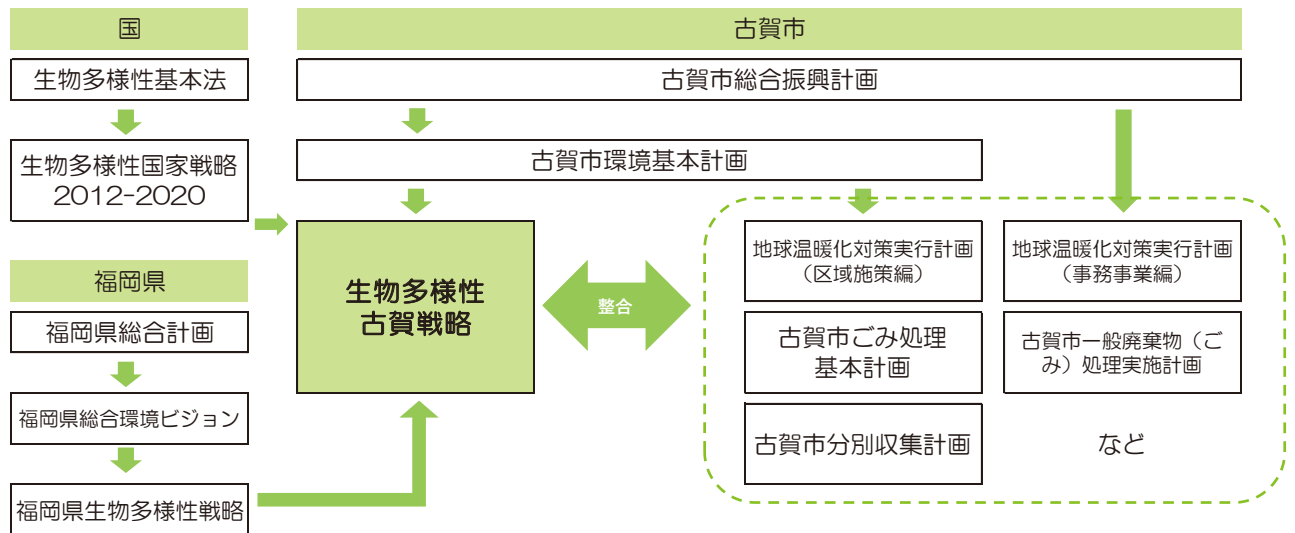 国
生物多様性基本法
生物多様性国家戦略
2012-2020
福岡県
福岡県総合計画
福岡県総合環境ビジョン
福岡県生物多様性戦略
古賀市
古賀市総合振興計画
古賀市環境基本計画
生物多様性
古賀戦略
整合
地球温暖化対策実行計画
（区域施策編）
地球温暖化対策実行計画
（事務事業編）
古賀市ごみ処理
基本計画
古賀市一般廃棄物（ご
み）処理実施計画
古賀市分別収集計画
など